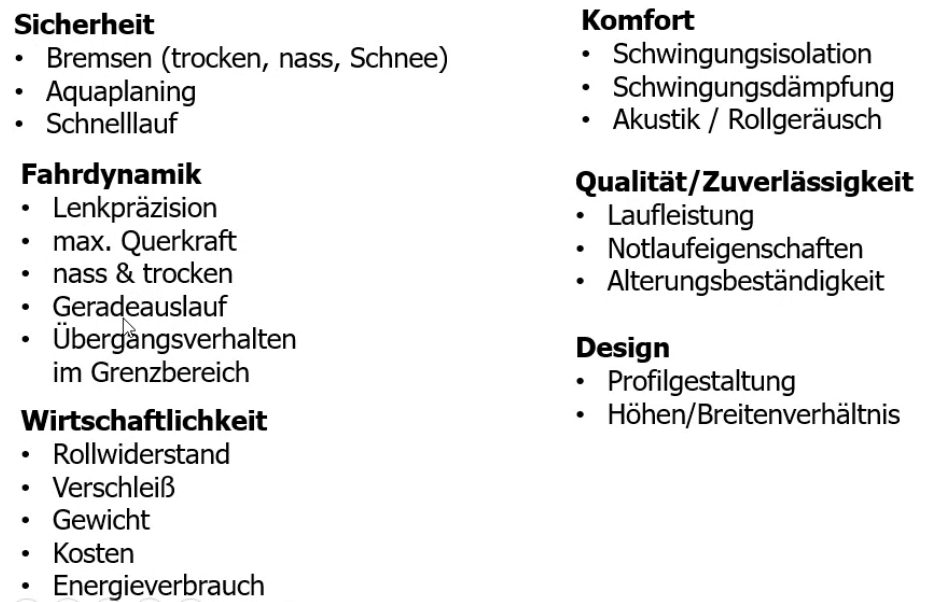 Sicherheit
• Bremsen (trocken, nass, Schnee)
• Aquaplaning
• Schnelllauf
Fahrdynamik
• Lenkpräzision
• max. Querkraft
• nass & trocken
• Geradeauslauf
• Übergangsverhalten
im Grenzbereich
Wirtschaftlichkeit
• Rollwiderstand
• Verschleiß
• Gewicht
• Kosten
• Energieverbrauch
Komfort
• Schwingungsisolation
• Schwingungsdämpfung
• Akustik / Rollgeräusch
Qualität/Zuverlässigkeit
• Laufleistung
• Notlaufeigenschaften
• Alterungsbeständigkeit
Design
• Profilgestaltung
• Höhen/Breitenverhältnis